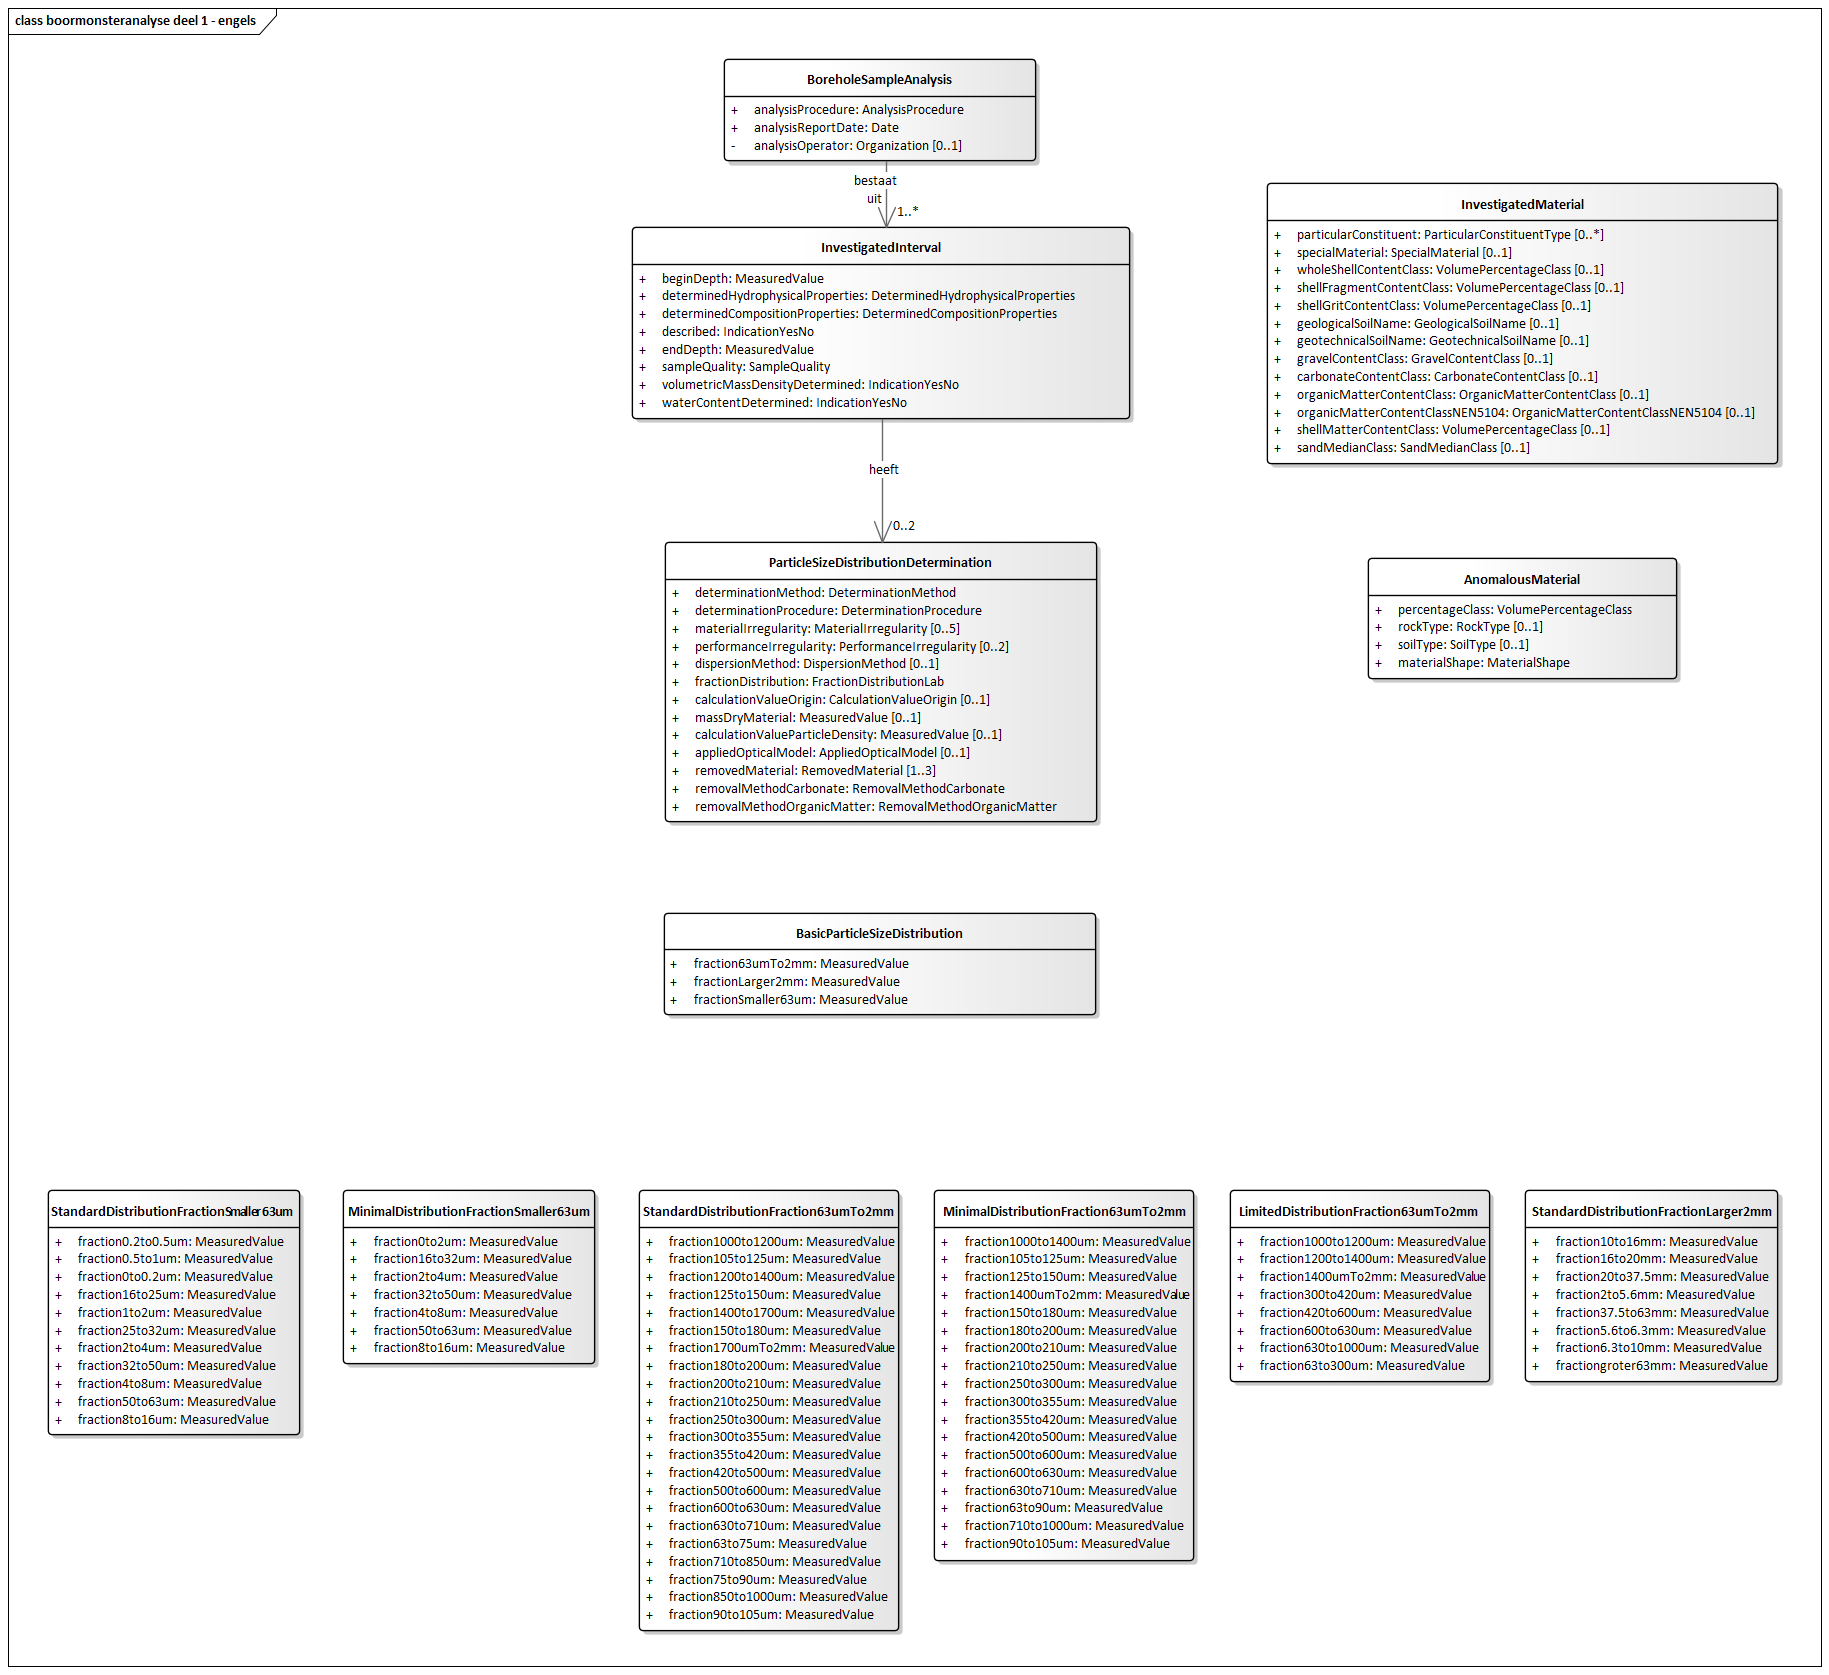 class boormonsteranalyse deel 1 - engels
BoreholeSampleAnalysis
+ analysisProcedure: AnalysisProcedure
+ analysisReportDate: Date
- analysisOperator: Organization [0..1]
bestaat
uit
1..*
InvestigatedInterval
+ beginDepth: MeasuredValue
+ determinedHydrophysicalProperties: DeterminedHydrophysicalProperties
+ determinedCompositionProperties: DeterminedCompositionProperties
+ described: IndicationYesNo
+ endDepth: MeasuredValue
+ sampleQuality: SampleQuality
+ volumetricMassDensityDetermined: IndicationYesNo
+ waterContentDetermined: IndicationYesNo
InvestigatedMaterial
+ particularConstituent: ParticularConstituentType [0..*]
+ specialMaterial: SpecialMaterial [0..1]
+ wholeShellContentClass: VolumePercentageClass [0..1]
+ shellFragmentContentClass: VolumePercentageClass [0..1]
+ shellGritContentClass: VolumePercentageClass [0..1]
+ geologicalSoilName: GeologicalSoilName [0..1]
+ geotechnicalSoilName: GeotechnicalSoilName [0..1]
+ gravelContentClass: GravelContentClass [0..1]
+ carbonateContentClass: CarbonateContentClass [0..1]
+ organicMatterContentClass: OrganicMatterContentClass [0..1]
+ organicMatterContentClassNEN5104: OrganicMatterContentClassNEN5104 [0..1]
+ shellMatterContentClass: VolumePercentageClass [0..1]
+ sandMedianClass: SandMedianClass [0..1]
heeft
0..2
ParticleSizeDistributionDetermination
+ determinationMethod: DeterminationMethod
+ determinationProcedure: DeterminationProcedure
+ materialIrregularity: MaterialIrregularity [0..5]
+ performanceIrregularity: PerformanceIrregularity [0..2]
+ dispersionMethod: DispersionMethod [0..1]
+ fractionDistribution: FractionDistributionLab
+ calculationValueOrigin: CalculationValueOrigin [0..1]
+ massDryMaterial: MeasuredValue [0..1]
+ calculationValueParticleDensity: MeasuredValue [0..1]
+ appliedOpticalModel: AppliedOpticalModel [0..1]
+ removedMaterial: RemovedMaterial [1..3]
+ removalMethodCarbonate: RemovalMethodCarbonate
+ removalMethodOrganicMatter: RemovalMethodOrganicMatter
AnomalousMaterial
+ percentageClass: VolumePercentageClass
+ rockType: RockType [0..1]
+ soilType: SoilType [0..1]
+ materialShape: MaterialShape
BasicParticleSizeDistribution
+ fraction63umTo2mm: MeasuredValue
+ fractionLarger2mm: MeasuredValue
+ fractionSmaller63um: MeasuredValue
StandardDistributionFractionSmaller63um
+ fraction0.2to0.5um: MeasuredValue
+ fraction0.5to1um: MeasuredValue
+ fraction0to0.2um: MeasuredValue
+ fraction16to25um: MeasuredValue
+ fraction1to2um: MeasuredValue
+ fraction25to32um: MeasuredValue
+ fraction2to4um: MeasuredValue
+ fraction32to50um: MeasuredValue
+ fraction4to8um: MeasuredValue
+ fraction50to63um: MeasuredValue
+ fraction8to16um: MeasuredValue
MinimalDistributionFractionSmaller63um
+ fraction0to2um: MeasuredValue
+ fraction16to32um: MeasuredValue
+ fraction2to4um: MeasuredValue
+ fraction32to50um: MeasuredValue
+ fraction4to8um: MeasuredValue
+ fraction50to63um: MeasuredValue
+ fraction8to16um: MeasuredValue
StandardDistributionFraction63umTo2mm
+ fraction1000to1200um: MeasuredValue
+ fraction105to125um: MeasuredValue
+ fraction1200to1400um: MeasuredValue
+ fraction125to150um: MeasuredValue
+ fraction1400to1700um: MeasuredValue
+ fraction150to180um: MeasuredValue
+ fraction1700umTo2mm: MeasuredValue
+ fraction180to200um: MeasuredValue
+ fraction200to210um: MeasuredValue
+ fraction210to250um: MeasuredValue
+ fraction250to300um: MeasuredValue
+ fraction300to355um: MeasuredValue
+ fraction355to420um: MeasuredValue
+ fraction420to500um: MeasuredValue
+ fraction500to600um: MeasuredValue
+ fraction600to630um: MeasuredValue
+ fraction630to710um: MeasuredValue
+ fraction63to75um: MeasuredValue
+ fraction710to850um: MeasuredValue
+ fraction75to90um: MeasuredValue
+ fraction850to1000um: MeasuredValue
+ fraction90to105um: MeasuredValue
MinimalDistributionFraction63umTo2mm
+ fraction1000to1400um: MeasuredValue
+ fraction105to125um: MeasuredValue
+ fraction125to150um: MeasuredValue
+ fraction1400umTo2mm: MeasuredValue
+ fraction150to180um: MeasuredValue
+ fraction180to200um: MeasuredValue
+ fraction200to210um: MeasuredValue
+ fraction210to250um: MeasuredValue
+ fraction250to300um: MeasuredValue
+ fraction300to355um: MeasuredValue
+ fraction355to420um: MeasuredValue
+ fraction420to500um: MeasuredValue
+ fraction500to600um: MeasuredValue
+ fraction600to630um: MeasuredValue
+ fraction630to710um: MeasuredValue
+ fraction63to90um: MeasuredValue
+ fraction710to1000um: MeasuredValue
+ fraction90to105um: MeasuredValue
LimitedDistributionFraction63umTo2mm
+ fraction1000to1200um: MeasuredValue
+ fraction1200to1400um: MeasuredValue
+ fraction1400umTo2mm: MeasuredValue
+ fraction300to420um: MeasuredValue
+ fraction420to600um: MeasuredValue
+ fraction600to630um: MeasuredValue
+ fraction630to1000um: MeasuredValue
+ fraction63to300um: MeasuredValue
StandardDistributionFractionLarger2mm
+ fraction10to16mm: MeasuredValue
+ fraction16to20mm: MeasuredValue
+ fraction20to37.5mm: MeasuredValue
+ fraction2to5.6mm: MeasuredValue
+ fraction37.5to63mm: MeasuredValue
+ fraction5.6to6.3mm: MeasuredValue
+ fraction6.3to10mm: MeasuredValue
+ fractiongroter63mm: MeasuredValue